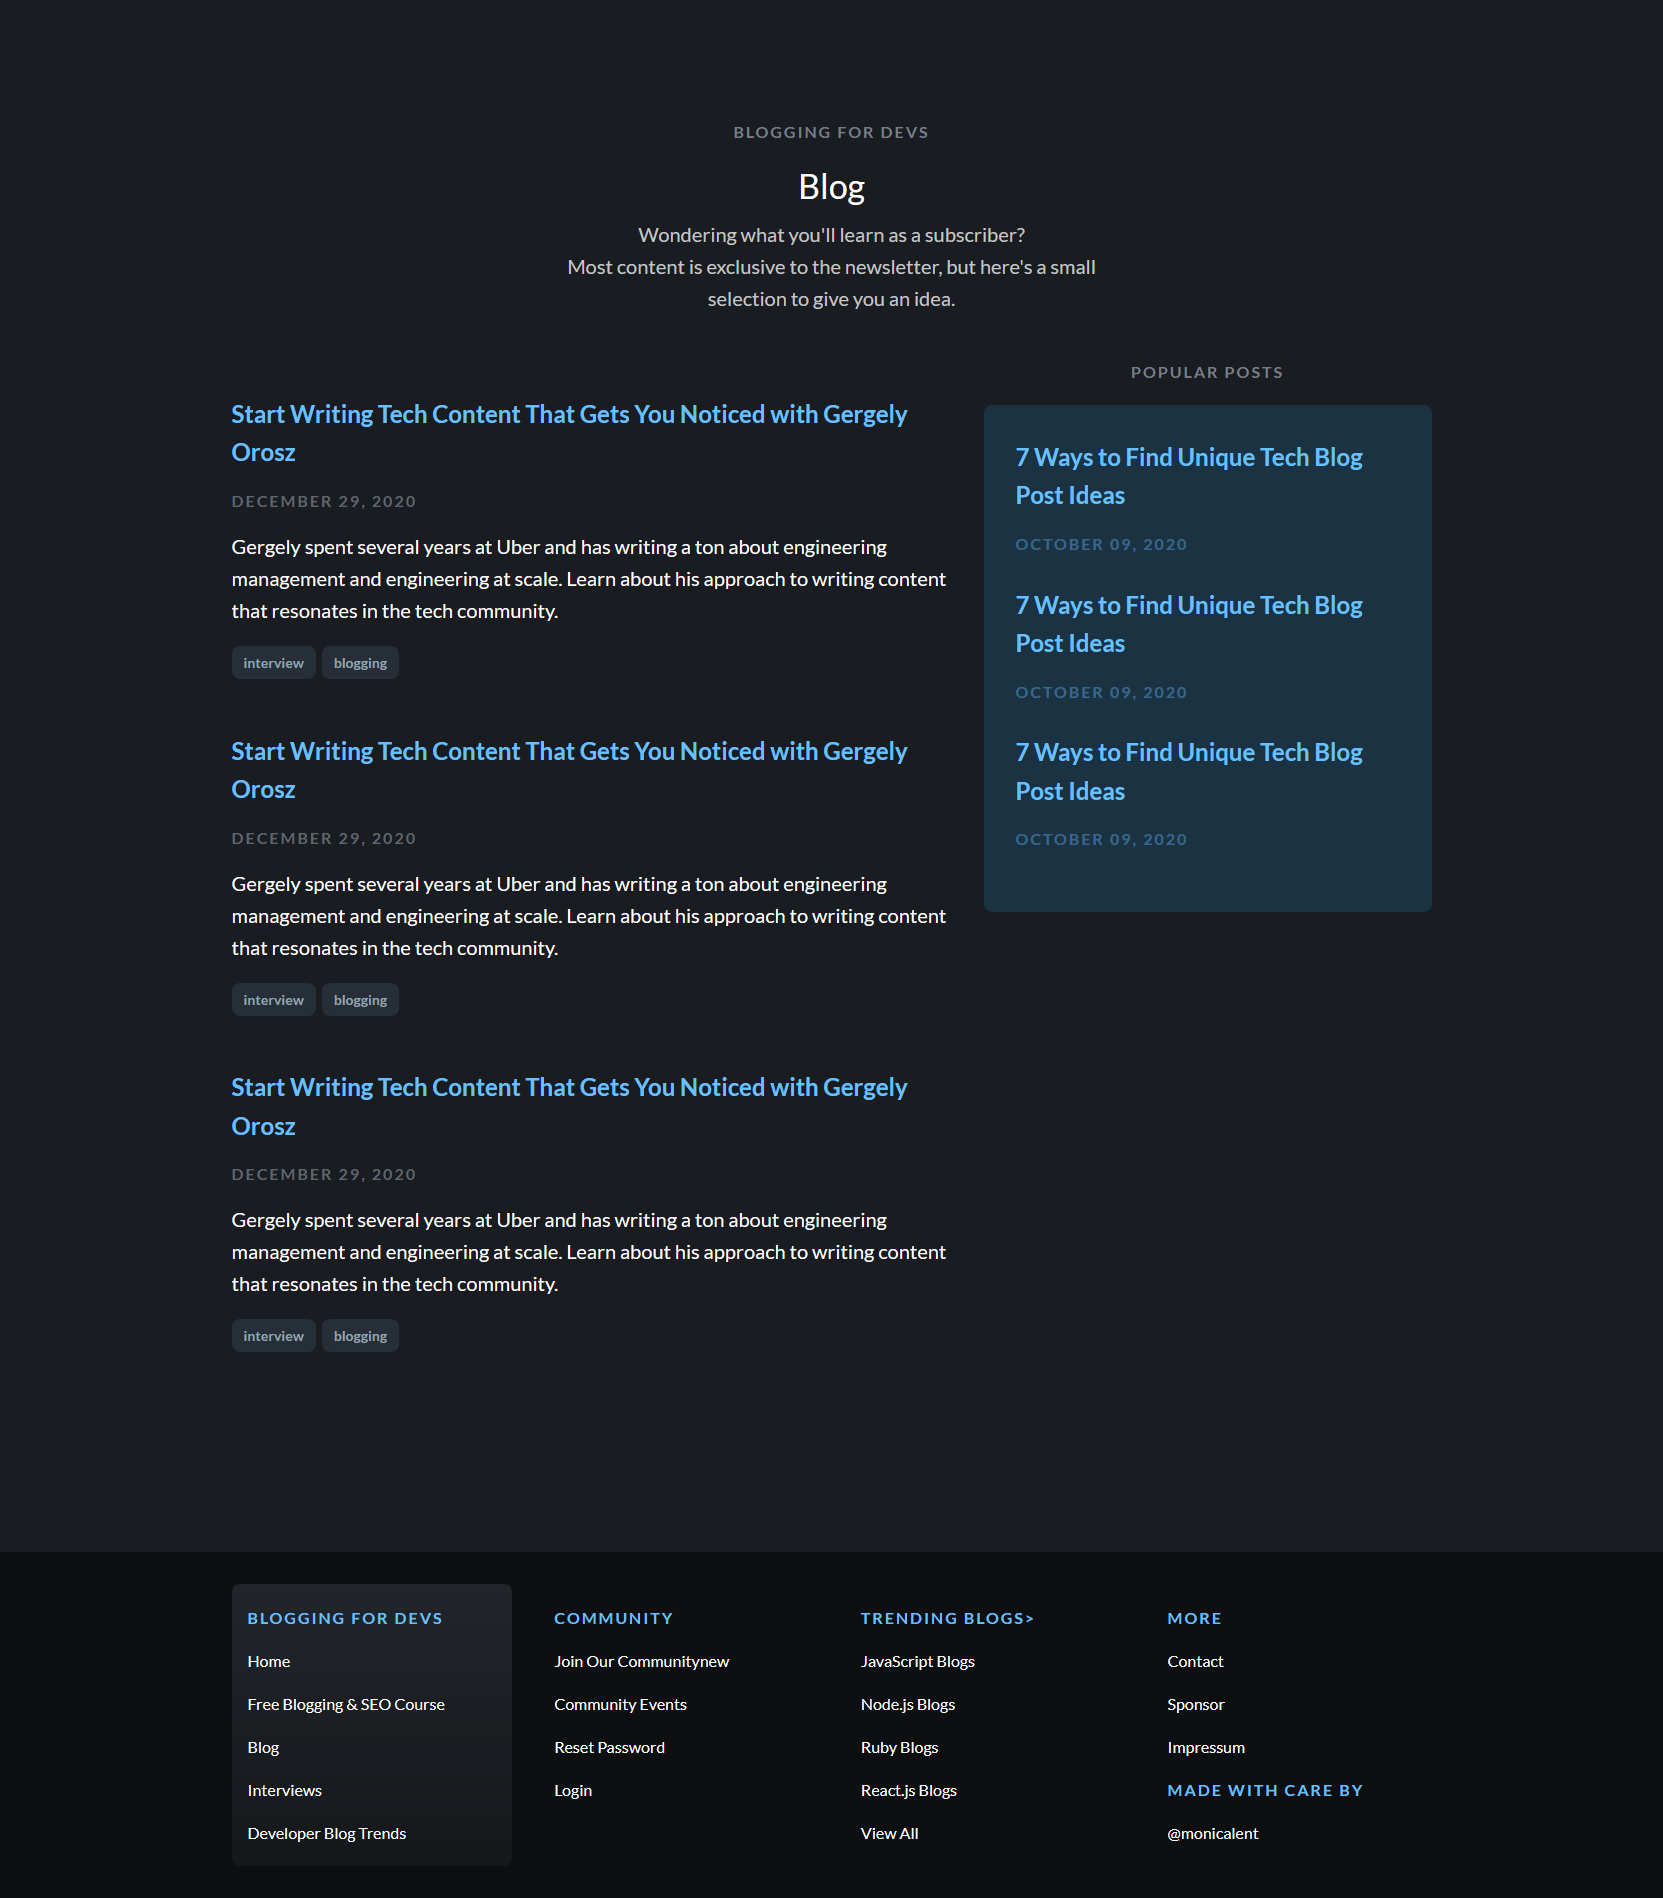 BLOGGING FOR DEVS
Blog
Wondering what you'll learn as a subscriber?
Most content is exclusive to the newsletter, but here's a small
selection to give you an idea.
Start Writing Tech Content That Gets You Noticed with Gergely
Orosz
DECEMBER 29, 2020
Gergely spent several years at Uber and has writing a ton about engineering
management and engineering at scale. Learn about his approach to writing content
that resonates in the tech community.
interview blogging
Start Writing Tech Content That Gets You Noticed with Gergely
Orosz
DECEMBER 29, 2020
Gergely spent several years at Uber and has writing a ton about engineering
management and engineering at scale. Learn about his approach to writing content
that resonates in the tech community.
interview blogging
Start Writing Tech Content That Gets You Noticed with Gergely
Orosz
DECEMBER 29, 2020
Gergely spent several years at Uber and has writing a ton about engineering
management and engineering at scale. Learn about his approach to writing content
that resonates in the tech community.
interview blogging
POPULAR POSTS
7 Ways to Find Unique Tech Blog
Post Ideas
OCTOBER 09, 2020
7 Ways to Find Unique Tech Blog
Post Ideas
OCTOBER 09, 2020
7 Ways to Find Unique Tech Blog
Post Ideas
OCTOBER 09, 2020
BLOGGING FOR DEVS
Home
Free Blogging & SEO Course
Blog
Interviews
Developer Blog Trends
COMMUNITY
Join Our Communitynew
Community Events
Reset Password
Login
TRENDING BLOGS>
JavaScript Blogs
Node.js Blogs
Ruby Blogs
React.js Blogs
View All
MORE
Contact
Sponsor
Impressum
MADE WITH CARE BY
@monicalent